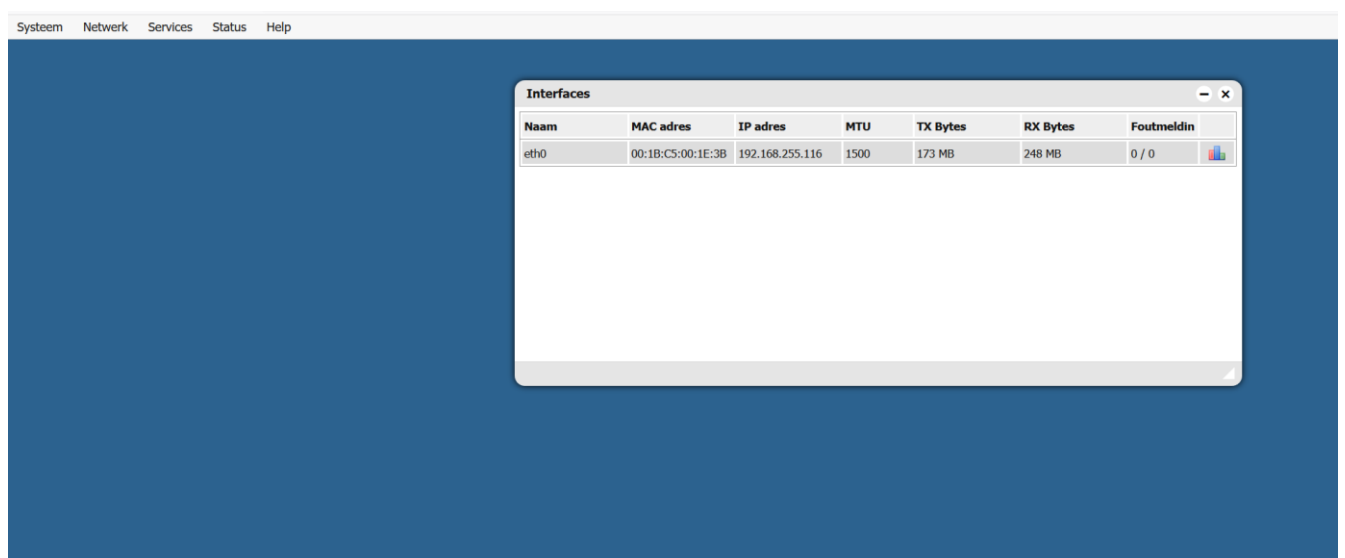 Systeem Netwerk Services Status Help
Interfaces
Naam MAC adres IP adres MTU TX Bytes RX Bytes Foutmeldin
eth0 00:1B:C5:00:1E:3B 192.168.255.116 1500 173 MB 248 MB 0 / 0